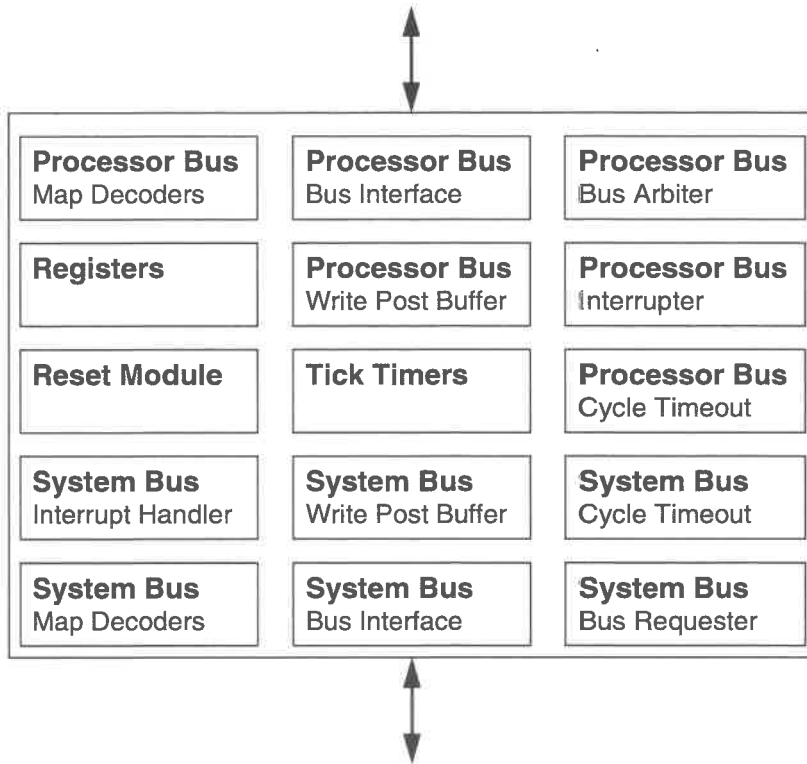 Processor Bus
Map Decoders
Processor Bus
Bus Interface
Processor Bus
Bus Arbiter
Registers
Processor Bus
Write Post Buffer
Processor Bus
Interrupter
Reset Module
Tick Timers
Processor Bus
Cycle Timeout
System Bus
Interrupt Handler
System Bus
Write Post Buffer
System Bus
Cycle Timeout
System Bus
Map Decoders
System Bus
Bus Interface
System Bus
Bus Requester